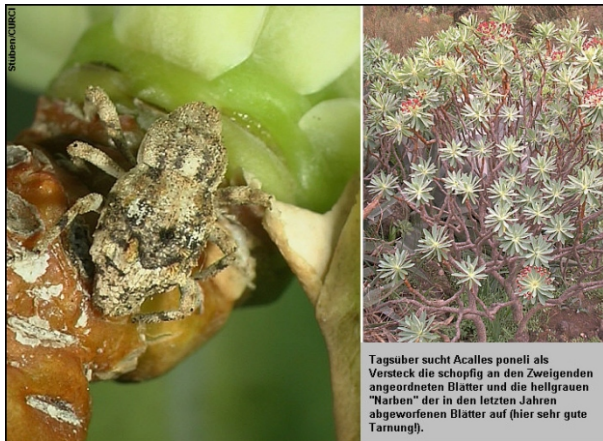 Stüben/CURCI
Tagsüber sucht Acalles poneli als
Versteck die schopfig an den Zweigenden
angeordneten Blätter und die hellgrauen
"Narben" der in den letzten Jahren
abgeworfenen Blätter auf (hier sehr gute
Tarnung!).